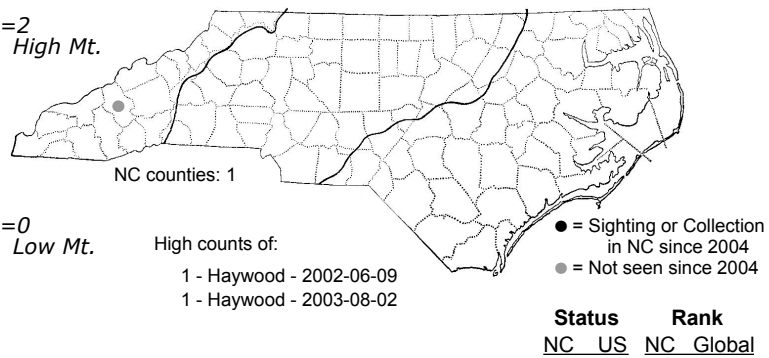 =2
High Mt.
NC counties: 1
=0
Low Mt.
High counts of:
1 - Haywood - 2002-06-09
1 - Haywood - 2003-08-02
● = Sighting or Collection
in NC since 2004
● = Not seen since 2004
Status Rank
NC US NC Global